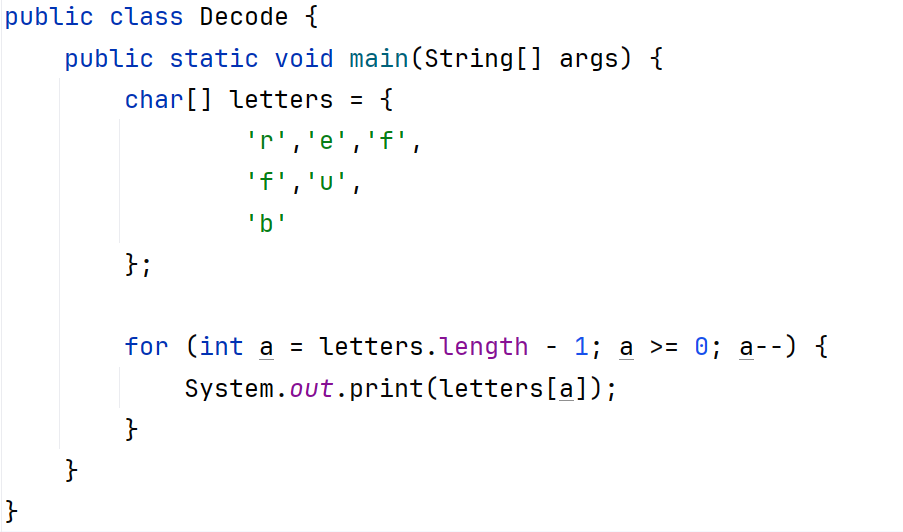 public class Decode {
    public static void main(String[] args) {
        char[] letters = {
                'r','e','f',
                'f','u',
                'b'
        };

        for (int a = letters.length - 1; a >= 0; a--) {
            System.out.print(letters[a]);
        }
    }
}